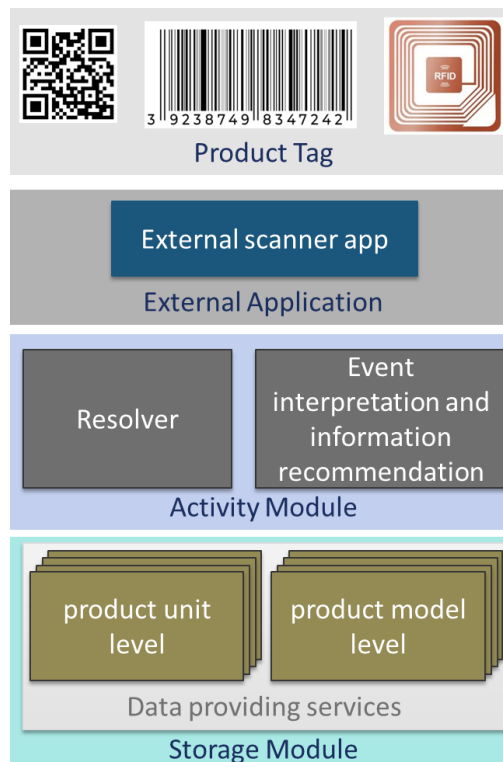 RFID
3 9238749 8347242
Product Tag
External scanner app
External Application
Resolver
Event
interpretation and
information
recommendation
Activity Module
product unit
level
product model
level
Data providing services
Storage Module